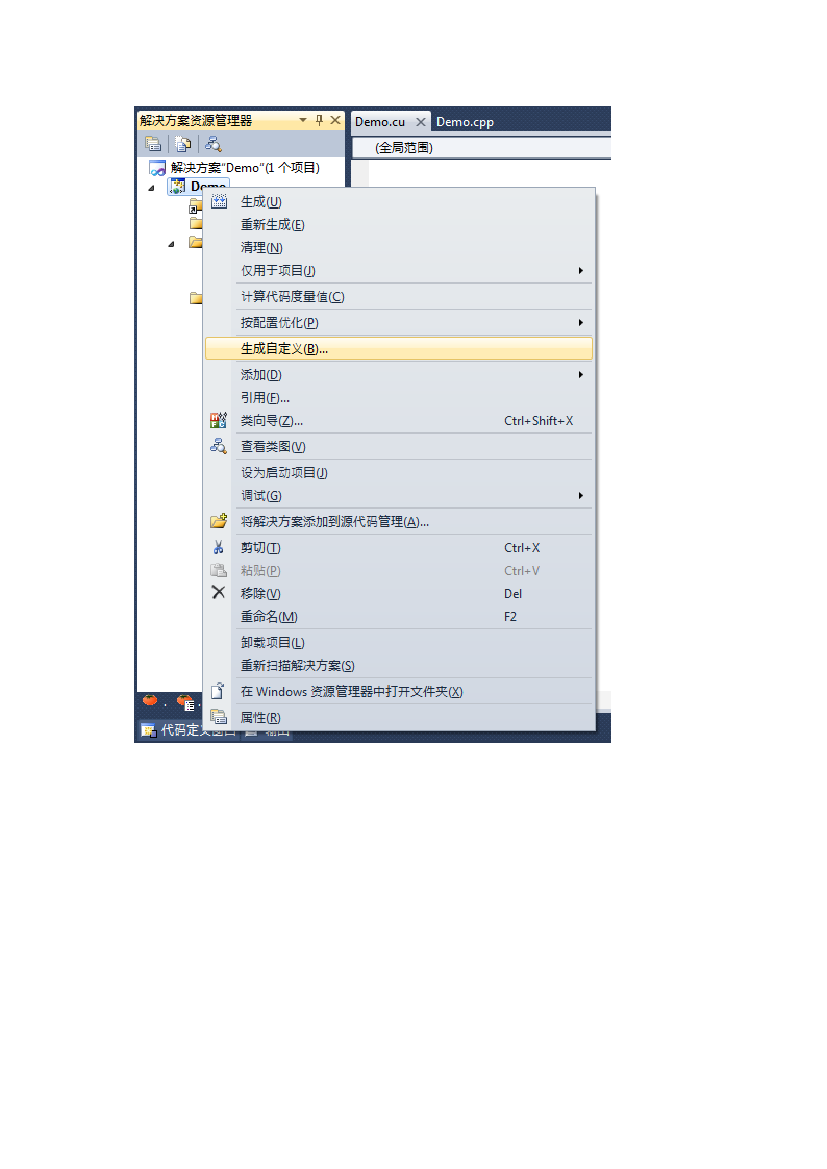 解决方案资源管理器
Demo.cu
Demo.cpp
(全局范围)
解决方案"Demo"(1 个项目)
Demo
生成(U)
重新生成(E)
清理(N)
仅用于项目(J)
计算代码度量值(C)
按配置优化(P)
生成自定义(B)...
添加(D)
引用(F)...
类向导(Z)... Ctrl+Shift+X
查看类图(V)
设为启动项目(J)
调试(G)
将解决方案添加到源代码管理(A)...
剪切(T) Ctrl+X
粘贴(P) Ctrl+V
移除(V) Del
重命名(M) F2
卸载项目(L)
重新扫描解决方案(S)
在 Windows 资源管理器中打开文件夹(X)
属性(R)
代码定义窗口 输出